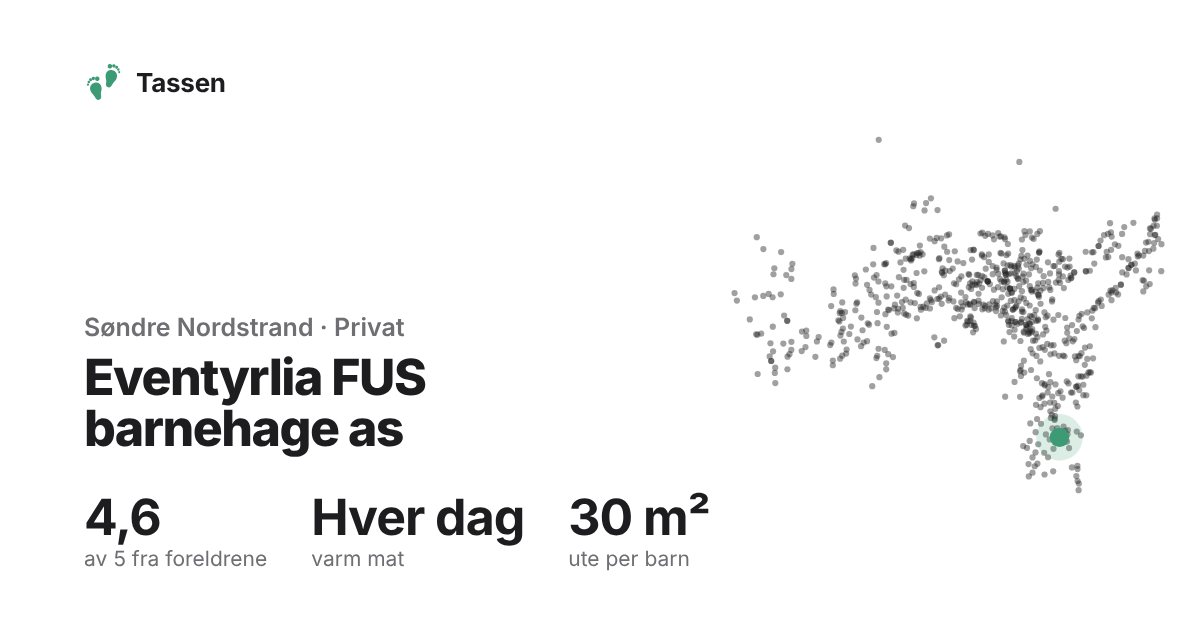 Tassen
Søndre Nordstrand · Privat
Eventyrlia FUS
barnehage as
4,6
av 5 fra foreldrene
Hver dag
varm mat
30 m²
ute per barn